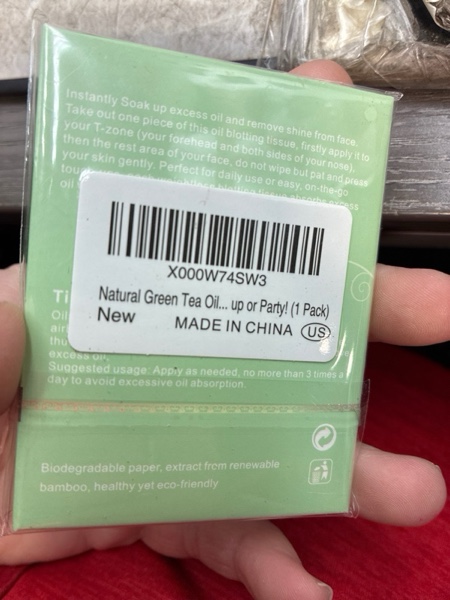 Instantly Soak up excess oil and remove shine from face.
Take out one piece of this oil blotting tissue, firstly apply it to
your T-zone (your forehead and both sides of your nose),
then the rest area of your face, do not wipe but pat and press
your skin gently. Perfect for daily use or easy, on-the-go
excess
oil
X000W74SW3
Natural Green Tea Oil... up or Party! (1 Pack)
New
MADE IN CHINA US
Ti
Oil
excess oil,
Suggested usage: Apply as needed, no more than 3 times a
day to avoid excessive oil absorption.
Biodegradable paper, extract from renewable
bamboo, healthy yet eco-friendly